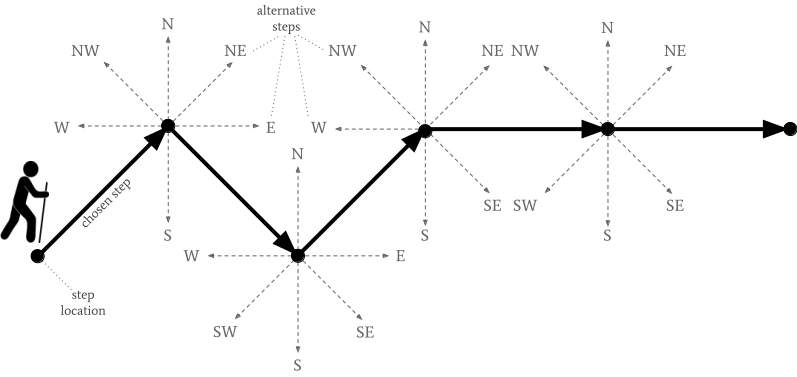 alternative
steps
N
NW
NE
W
E
S
chosen step
step
location
N
W
E
SW
SE
S
N
NW
NE
W
SE
S
N
NW
NE
SW
SE
S